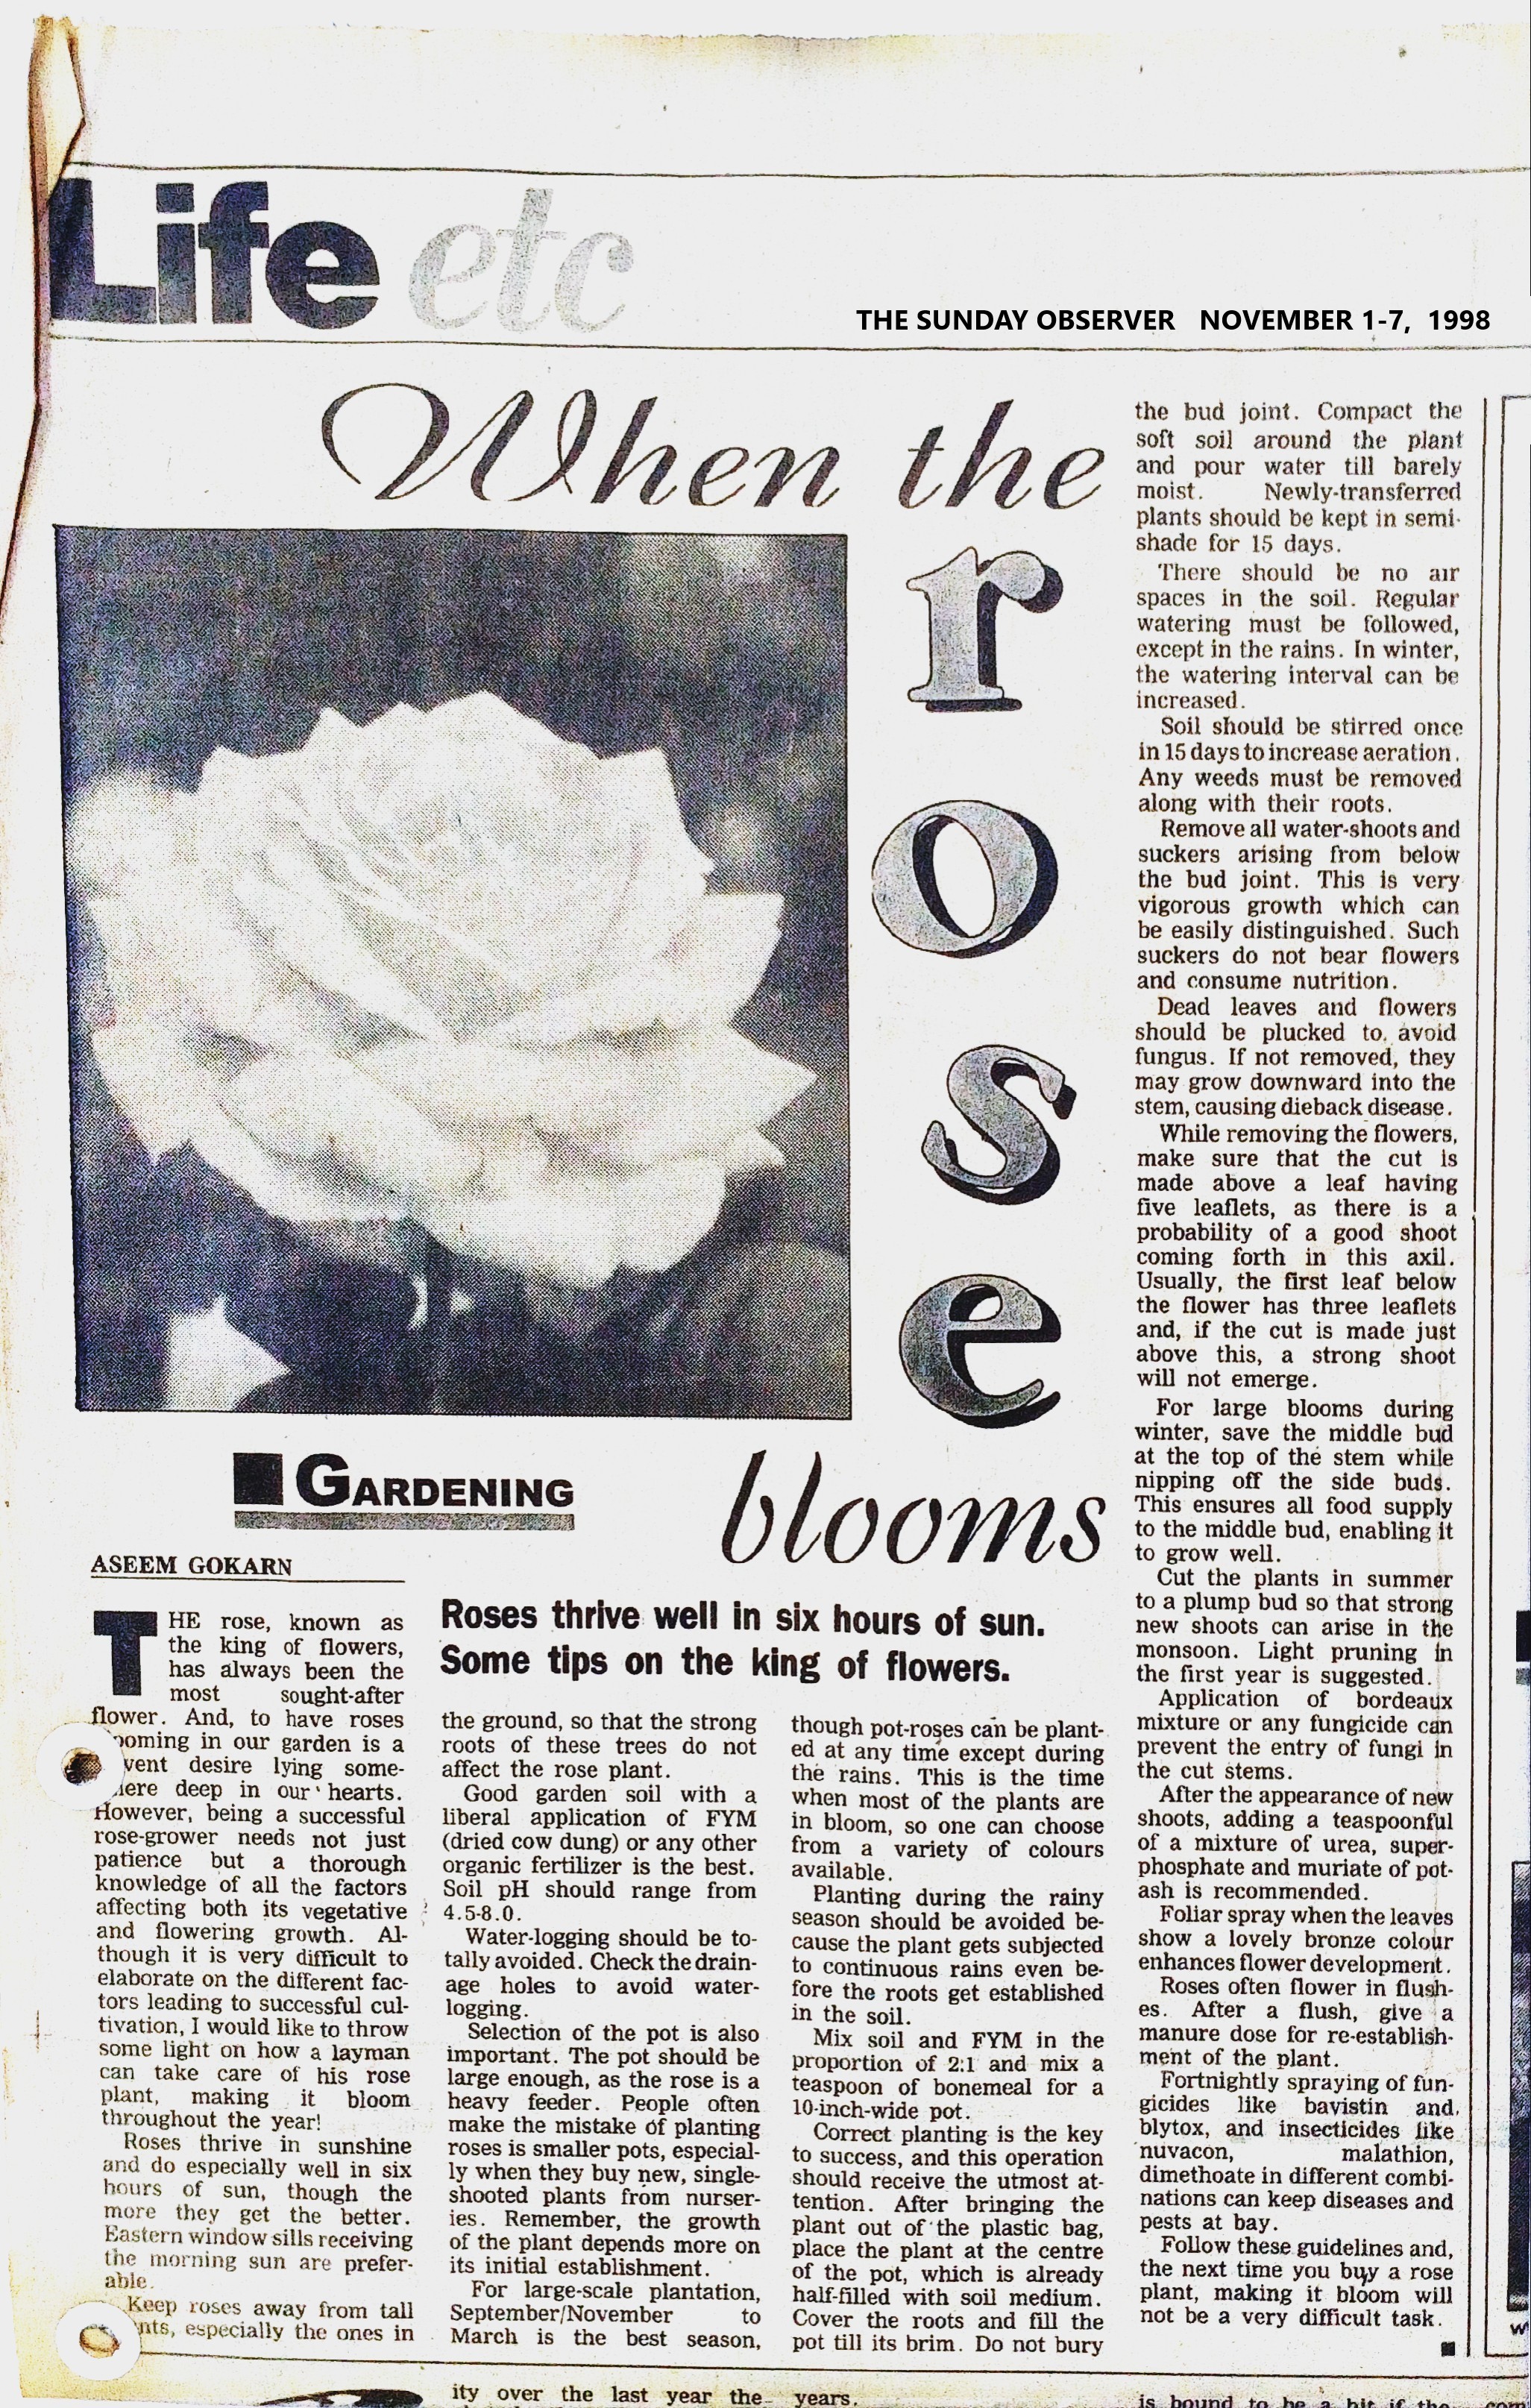 Life etc
THE SUNDAY OBSERVER NOVEMBER 1-7, 1998
When the
r
o
s
e
blooms
GARDENING
ASEEM GOKARN
Roses thrive well in six hours of sun.
Some tips on the king of flowers.
THE rose, known as
the king of flowers,
has always been the
most sought-after
flower. And, to have roses
ooming in our garden is a
vent desire lying some-
ere deep in our hearts.
However, being a successful
rose-grower needs not just
patience but a thorough
knowledge of all the factors
affecting both its vegetative
and flowering growth. Al-
though it is very difficult to
elaborate on the different fac-
tors leading to successful cul-
tivation, I would like to throw
some light on how a layman
can take care of his rose
plant, making it bloom
throughout the year!
Roses thrive in sunshine
and do especially well in six
hours of sun, though the
more they get the better.
Eastern window sills receiving
the morning sun are prefer-
able.
Keep roses away from tall
nts, especially the ones in
the ground, so that the strong
roots of these trees do not
affect the rose plant.
Good garden soil with a
liberal application of FYM
(dried cow dung) or any other
organic fertilizer is the best.
Soil pH should range from
4.5-8.0.
Water-logging should be to-
tally avoided. Check the drain-
age holes to avoid water-
logging.
Selection of the pot is also
important. The pot should be
large enough, as the rose is a
heavy feeder. People often
make the mistake of planting
roses is smaller pots, especial-
ly when they buy new, single-
shooted plants from nurser-
ies. Remember, the growth
of the plant depends more on
its initial establishment.
For large-scale plantation,
September/November to
March is the best season,
though pot-roses can be plant-
ed at any time except during
the rains. This is the time
when most of the plants are
in bloom, so one can choose
from a variety of colours
available.
Planting during the rainy
season should be avoided be-
cause the plant gets subjected
to continuous rains even be-
fore the roots get established
in the soil.
Mix soil and FYM in the
proportion of 2:1 and mix a
teaspoon of bonemeal for a
10-inch-wide pot.
Correct planting is the key
to success, and this operation
should receive the utmost at-
tention. After bringing the
plant out of the plastic bag,
place the plant at the centre
of the pot, which is already
half-filled with soil medium.
Cover the roots and fill the
pot till its brim. Do not bury
the bud joint. Compact the
soft soil around the plant
and pour water till barely
moist. Newly-transferred
plants should be kept in semi-
shade for 15 days.
There should be no air
spaces in the soil. Regular
watering must be followed,
except in the rains. In winter,
the watering interval can be
increased.
Soil should be stirred once
in 15 days to increase aeration.
Any weeds must be removed
along with their roots.
Remove all water-shoots and
suckers arising from below
the bud joint. This is very
vigorous growth which can
be easily distinguished. Such
suckers do not bear flowers
and consume nutrition.
Dead leaves and flowers
should be plucked to avoid
fungus. If not removed, they
may grow downward into the
stem, causing dieback disease.
While removing the flowers,
make sure that the cut is
made above a leaf having
five leaflets, as there is a
probability of a good shoot
coming forth in this axil.
Usually, the first leaf below
the flower has three leaflets
and, if the cut is made just
above this, a strong shoot
will not emerge.
For large blooms during
winter, save the middle bud
at the top of the stem while
nipping off the side buds.
This ensures all food supply
to the middle bud, enabling it
to grow well.
Cut the plants in summer
to a plump bud so that strong
new shoots can arise in the
monsoon. Light pruning in
the first year is suggested.
Application of bordeaux
mixture or any fungicide can
prevent the entry of fungi in
the cut stems.
After the appearance of new
shoots, adding a teaspoonful
of a mixture of urea, super-
phosphate and muriate of pot-
ash is recommended.
Foliar spray when the leaves
show a lovely bronze colour
enhances flower development.
Roses often flower in flush-
es. After a flush, give a
manure dose for re-establish-
ment of the plant.
Fortnightly spraying of fun-
gicides like bavistin and
blytox, and insecticides like
nuvacon, malathion,
dimethoate in different combi-
nations can keep diseases and
pests at bay.
Follow these guidelines and,
the next time you buy a rose
plant, making it bloom will
not be a very difficult task.
ity over the last year the
years.
is bound to be a hit if the